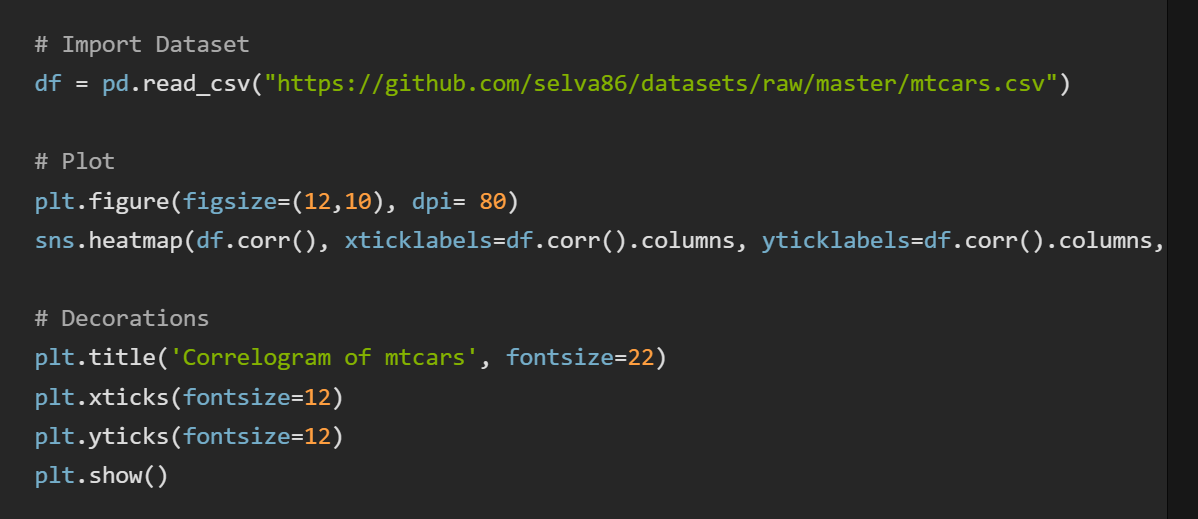 # Import Dataset
df = pd.read_csv("https://github.com/selva86/datasets/raw/master/mtcars.csv")
# Plot
plt.figure(figsize=(12,10), dpi= 80)
sns.heatmap(df.corr(), xticklabels=df.corr().columns, yticklabels=df.corr().columns,
# Decorations
plt.title('Correlogram of mtcars', fontsize=22)
plt.xticks(fontsize=12)
plt.yticks(fontsize=12)
plt.show()